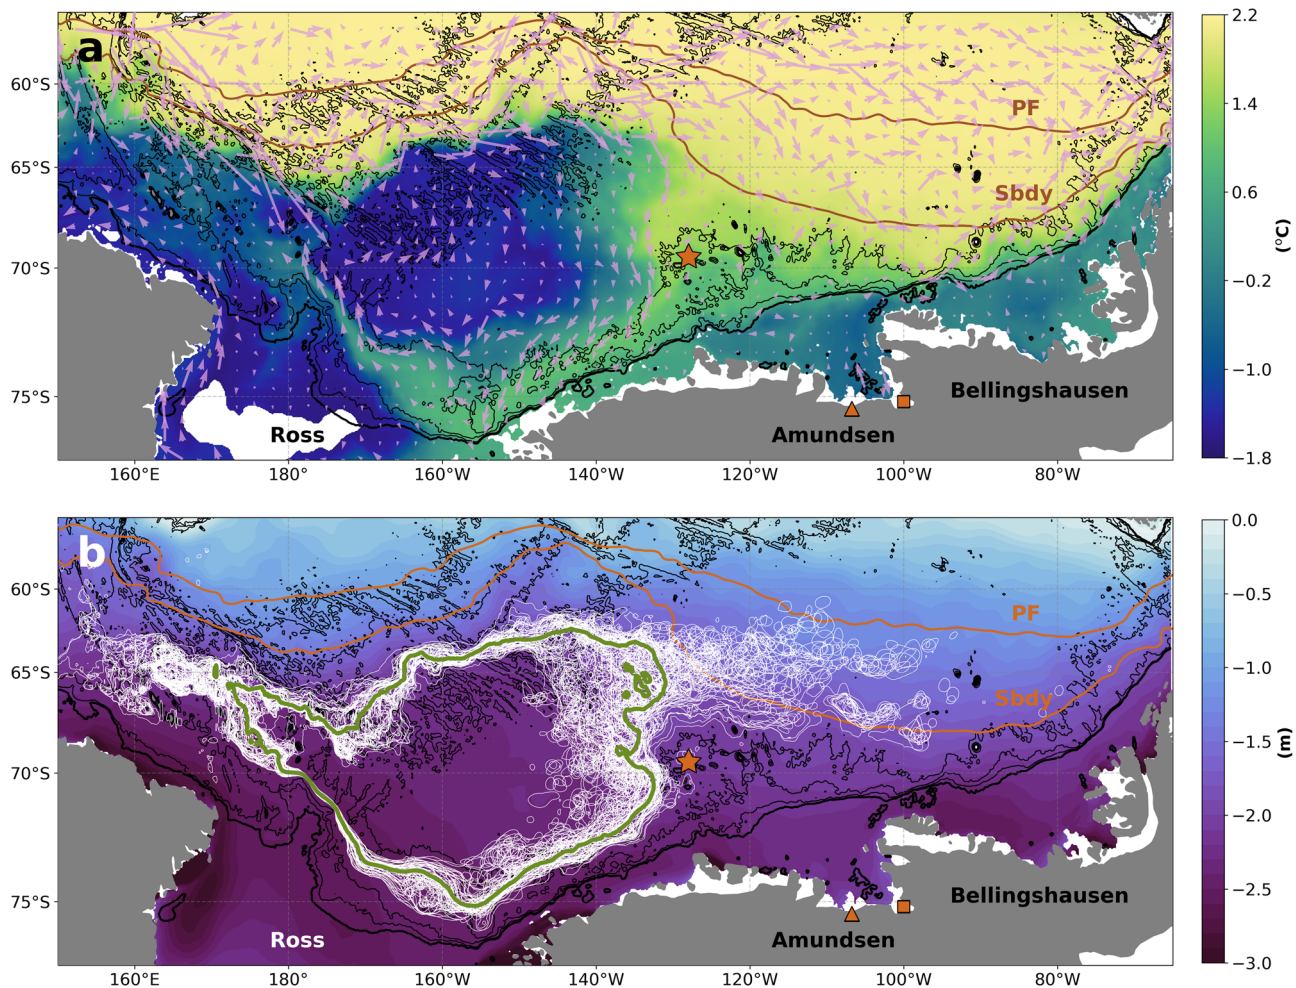 a
60°S
65°S
70°S
75°S
PF
Sbdy
Ross
Amundsen
Bellingshausen
160°E
180°
160°W
140°W
120°W
100°W
80°W
2.2
1.4
0.6
−0.2
−1.0
−1.8
(°C)
b
60°S
65°S
70°S
75°S
PF
Sbdy
Ross
Amundsen
Bellingshausen
160°E
180°
160°W
140°W
120°W
100°W
80°W
0.0
−0.5
−1.0
−1.5
−2.0
−2.5
−3.0
(m)